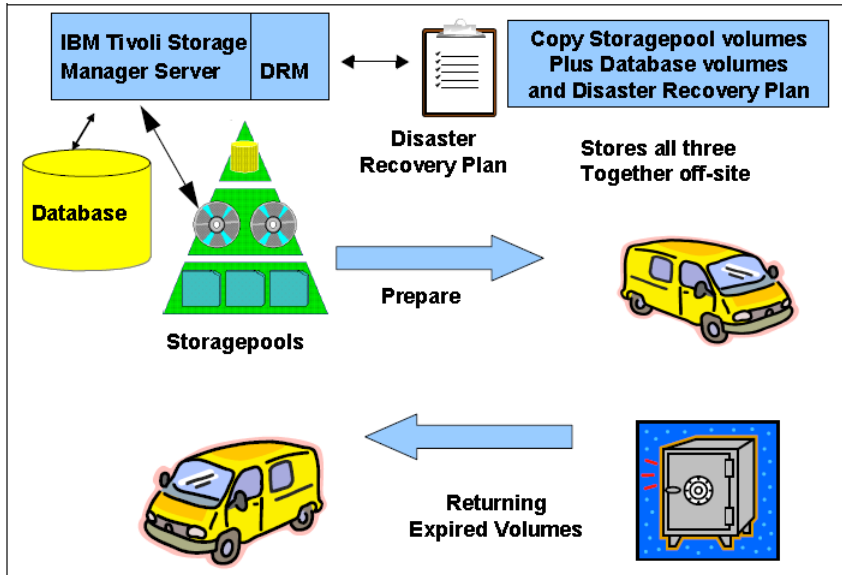 IBM Tivoli Storage
Manager Server
DRM
Copy Storagepool volumes
Plus Database volumes
and Disaster Recovery Plan
Disaster
Recovery Plan
Stores all three
Together off-site
Database
Prepare
Storagepools
Returning
Expired Volumes